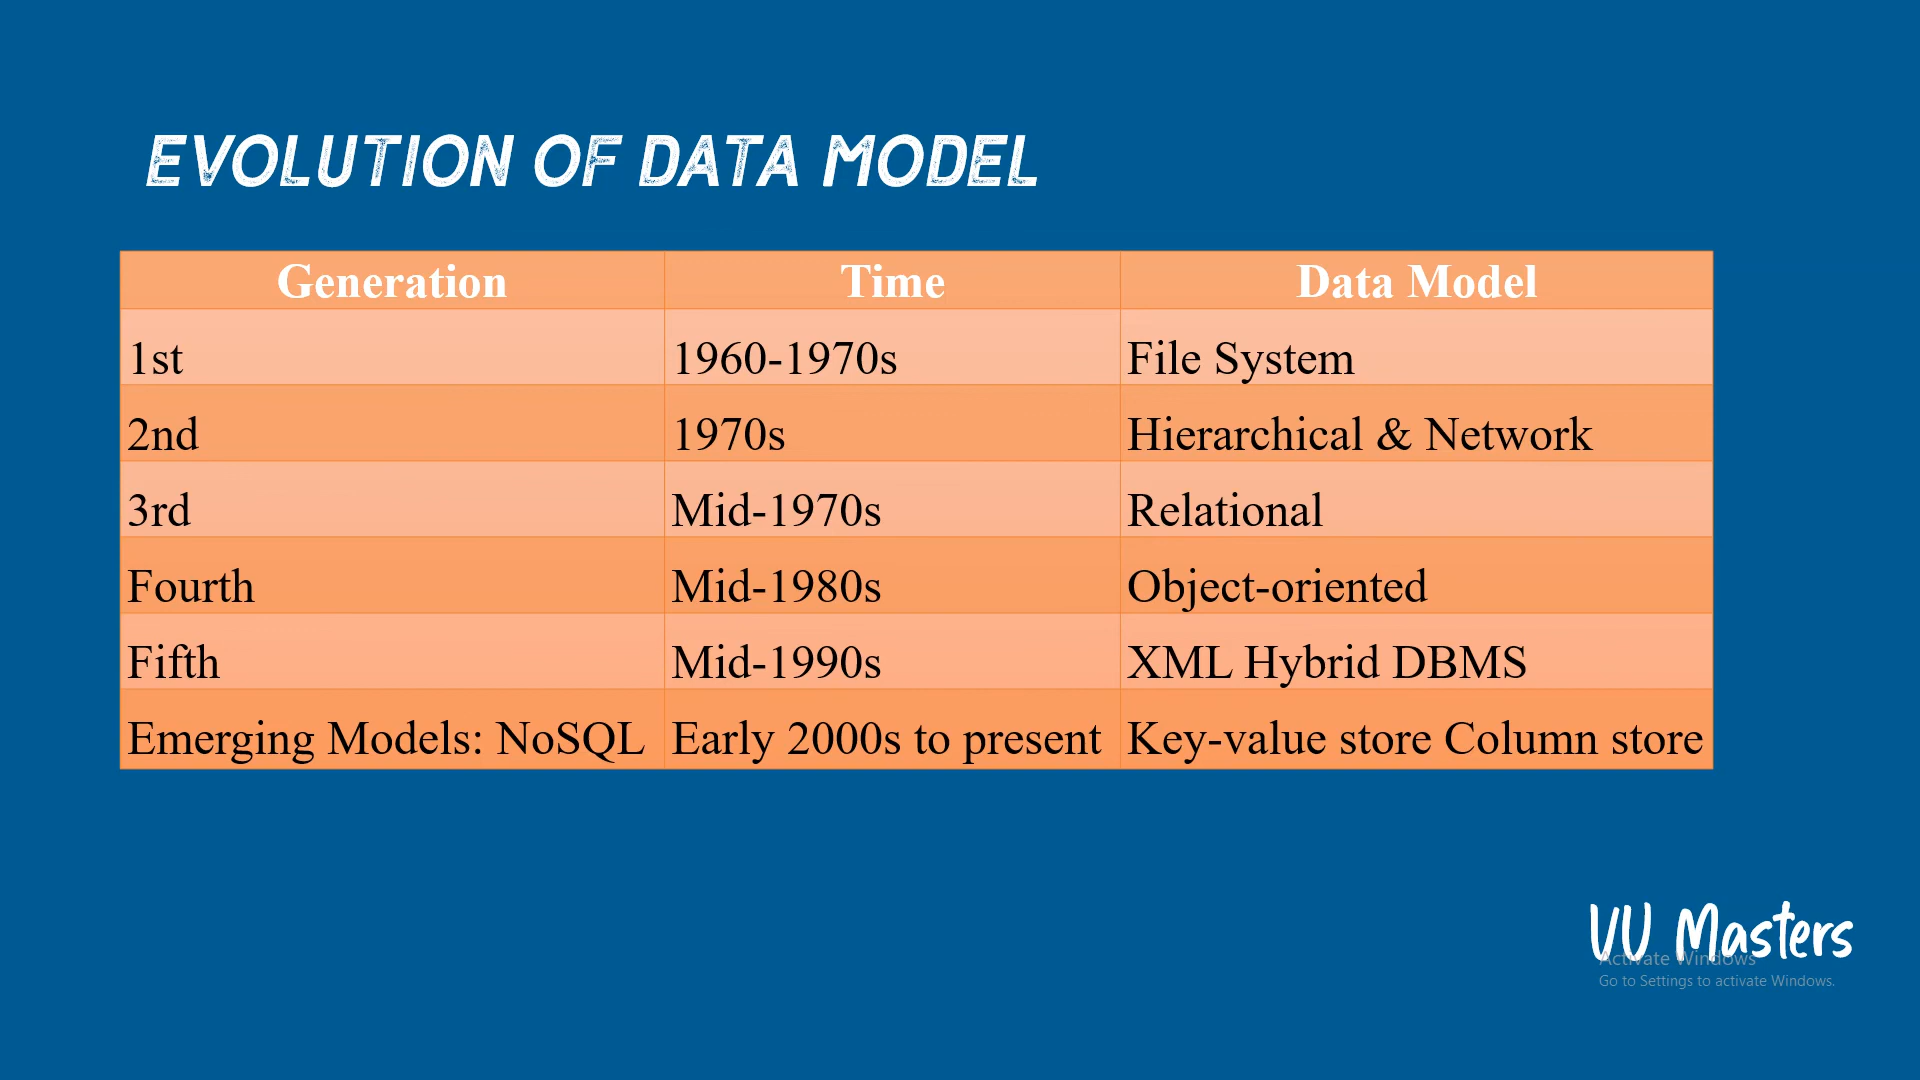 EVOLUTION OF DATA MODEL
Generation Time Data Model
1st 1960-1970s File System
2nd 1970s Hierarchical & Network
3rd Mid-1970s Relational
Fourth Mid-1980s Object-oriented
Fifth Mid-1990s XML Hybrid DBMS
Emerging Models: NoSQL Early 2000s to present Key-value store Column store
VU Masters
Activate Windows
Go to Settings to activate Windows.